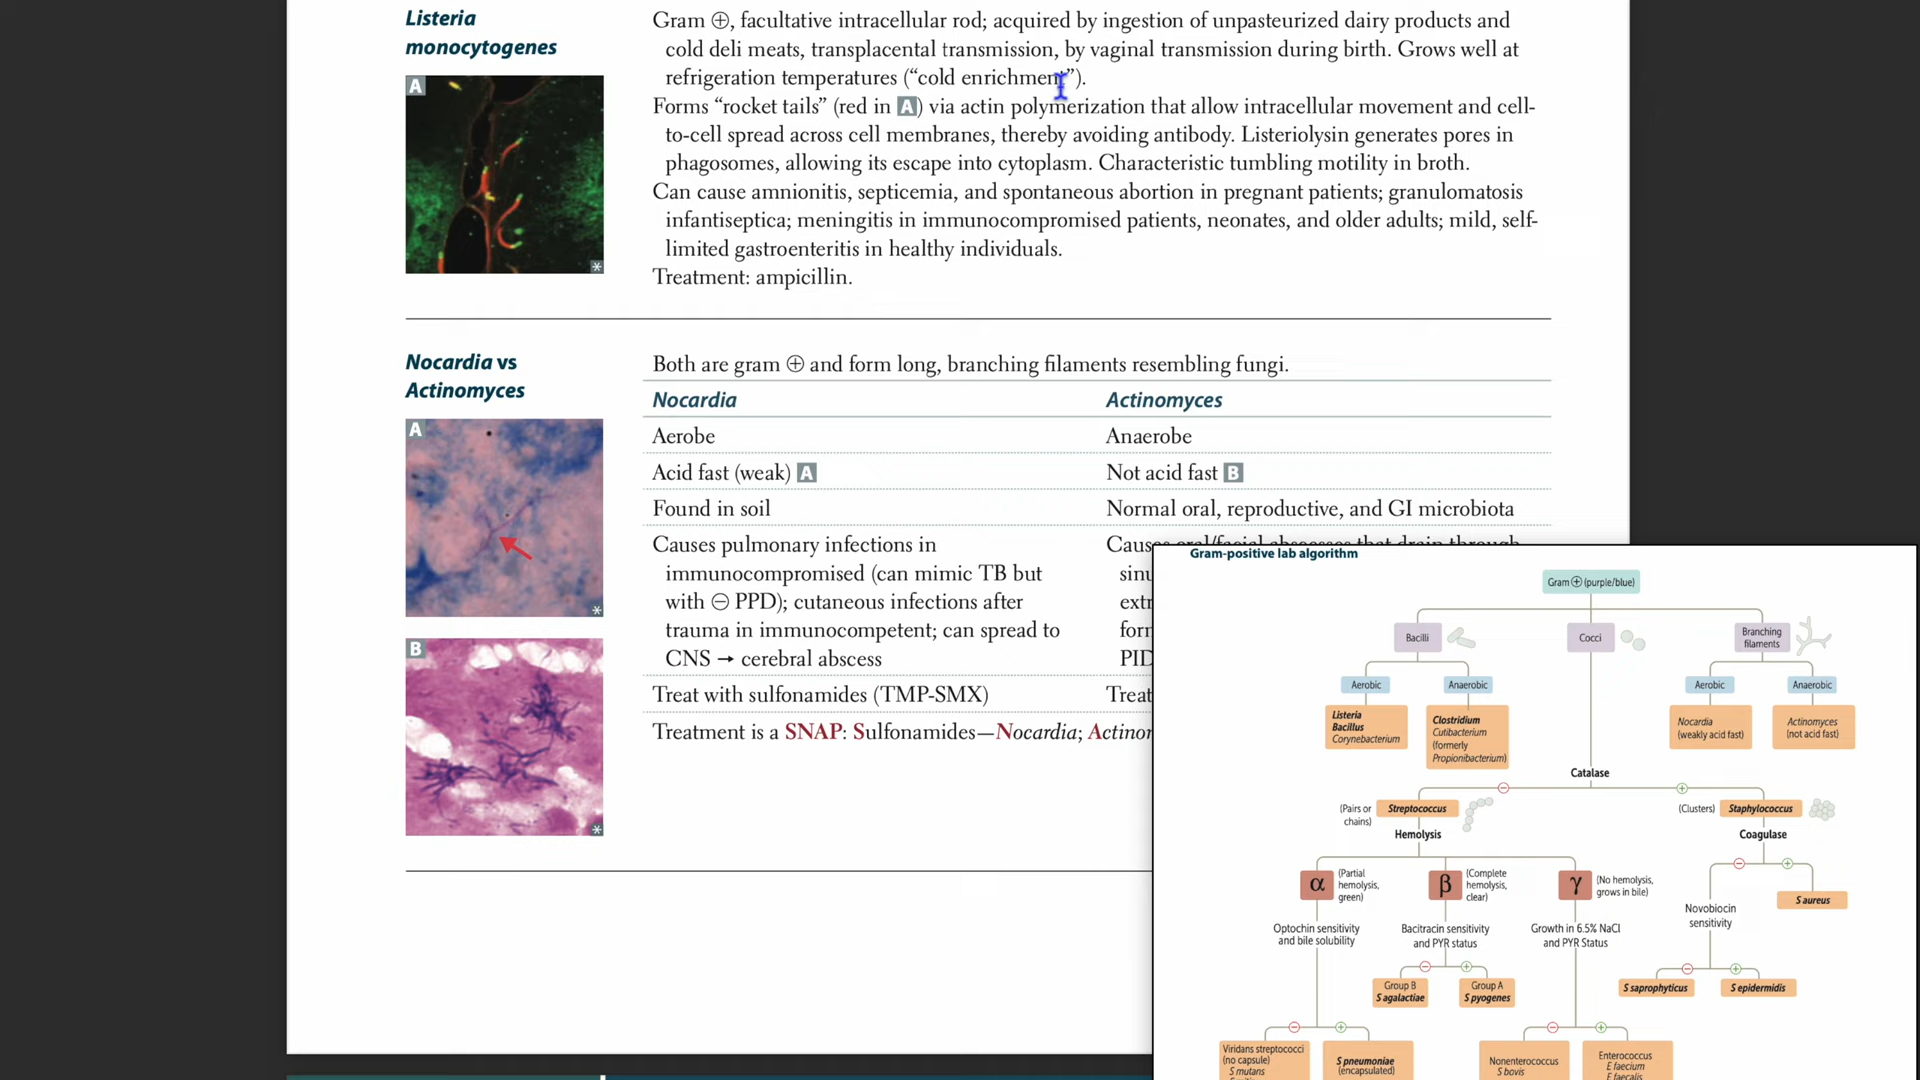 Listeria
monocytogenes
A
*
Gram ⊕, facultative intracellular rod; acquired by ingestion of unpasteurized dairy products and
cold deli meats, transplacental transmission, by vaginal transmission during birth. Grows well at
refrigeration temperatures (“cold enrichment”).
Forms “rocket tails” (red in A) via actin polymerization that allow intracellular movement and cell-
to-cell spread across cell membranes, thereby avoiding antibody. Listeriolysin generates pores in
phagosomes, allowing its escape into cytoplasm. Characteristic tumbling motility in broth.
Can cause amnionitis, septicemia, and spontaneous abortion in pregnant patients; granulomatosis
infantiseptica; meningitis in immunocompromised patients, neonates, and older adults; mild, self-
limited gastroenteritis in healthy individuals.
Treatment: ampicillin.
Nocardia vs
Actinomyces
A
*
B
*
Both are gram ⊕ and form long, branching filaments resembling fungi.
Nocardia Actinomyces
Aerobe Anaerobe
Acid fast (weak) A Not acid fast B
Found in soil Normal oral, reproductive, and GI microbiota
Causes pulmonary infections in
immunocompromised (can mimic TB but
with ⊖ PPD); cutaneous infections after
trauma in immunocompetent; can spread to
CNS → cerebral abscess
Treat with sulfonamides (TMP-SMX) Treat
Treatment is a SNAP: Sulfonamides—Nocardia;
Gram-positive lab algorithm
Gram ⊕ (purple/blue)
Bacilli
Cocci
Branching
filaments
Aerobic
Anaerobic
Aerobic
Anaerobic
Listeria
Bacillus
Corynebacterium
Clostridium
Cutibacterium
(formerly
Propionibacterium)
Nocardia
(weakly acid fast)
Actinomyces
(not acid fast)
Catalase
⊖
⊕
(Pairs or
chains)
Streptococcus
(Clusters)
Staphylococcus
Hemolysis
Coagulase
⊖
⊕
α
(Partial
hemolysis,
green)
β
(Complete
hemolysis,
clear)
γ
(No hemolysis,
grows in bile)
S aureus
Novobiocin
sensitivity
Optochin sensitivity
and bile solubility
Bacitracin sensitivity
and PYR status
Growth in 6.5% NaCl
and PYR Status
⊖
⊕
⊖
⊕
Group B
S agalactiae
Group A
S pyogenes
S saprophyticus
S epidermidis
⊖
⊕
⊖
⊕
Viridans streptococci
(no capsule)
S mutans
S pneumoniae
(encapsulated)
Nonenterococcus
S bovis
Enterococcus
E faecium
E faecalis